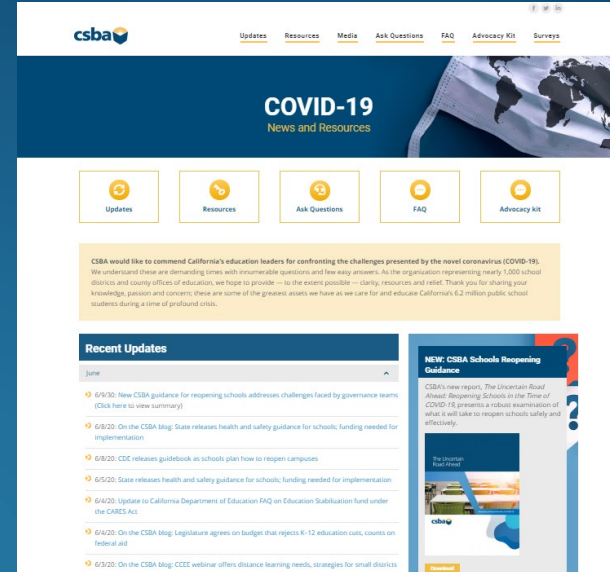 csba
Updates Resources Media Ask Questions FAQ Advocacy Kit Surveys
COVID-19
News and Resources
Updates
Resources
Ask Questions
FAQ
Advocacy kit
CSBA would like to commend California's education leaders for confronting the challenges presented by the novel coronavirus (COVID-19).
We understand these are demanding times with innumerable questions and few easy answers. As the organization representing nearly 1,000 school
districts and county offices of education, we hope to provide — to the extent possible — clarity, resources and relief. Thank you for sharing your
knowledge, passion and concern; these are some of the greatest assets we have as we care for and educate California's 6.2 million public school
students during a time of profound crisis.
Recent Updates
June
6/9/30: New CSBA guidance for reopening schools addresses challenges faced by governance teams
(Click here to view summary)
6/8/20: On the CSBA blog: State releases health and safety guidance for schools; funding needed for
implementation
6/8/20: CDE releases guidebook as schools plan how to reopen campuses
6/5/20: State releases health and safety guidance for schools; funding needed for implementation
6/4/20: Update to California Department of Education FAQ on Education Stabilization fund under
the CARES Act
6/4/20: On the CSBA blog: Legislature agrees on budget that rejects K-12 education cuts, counts on
federal aid
6/3/20: On the CSBA blog: CCEE webinar offers distance learning needs, strategies for small districts
NEW: CSBA Schools Reopening
Guidance
CSBA's new report, The Uncertain Road
Ahead: Reopening Schools in the Time of
COVID-19, presents a robust examination of
what it will take to reopen schools safely and
effectively.
The Uncertain
Road Ahead
csba
Download